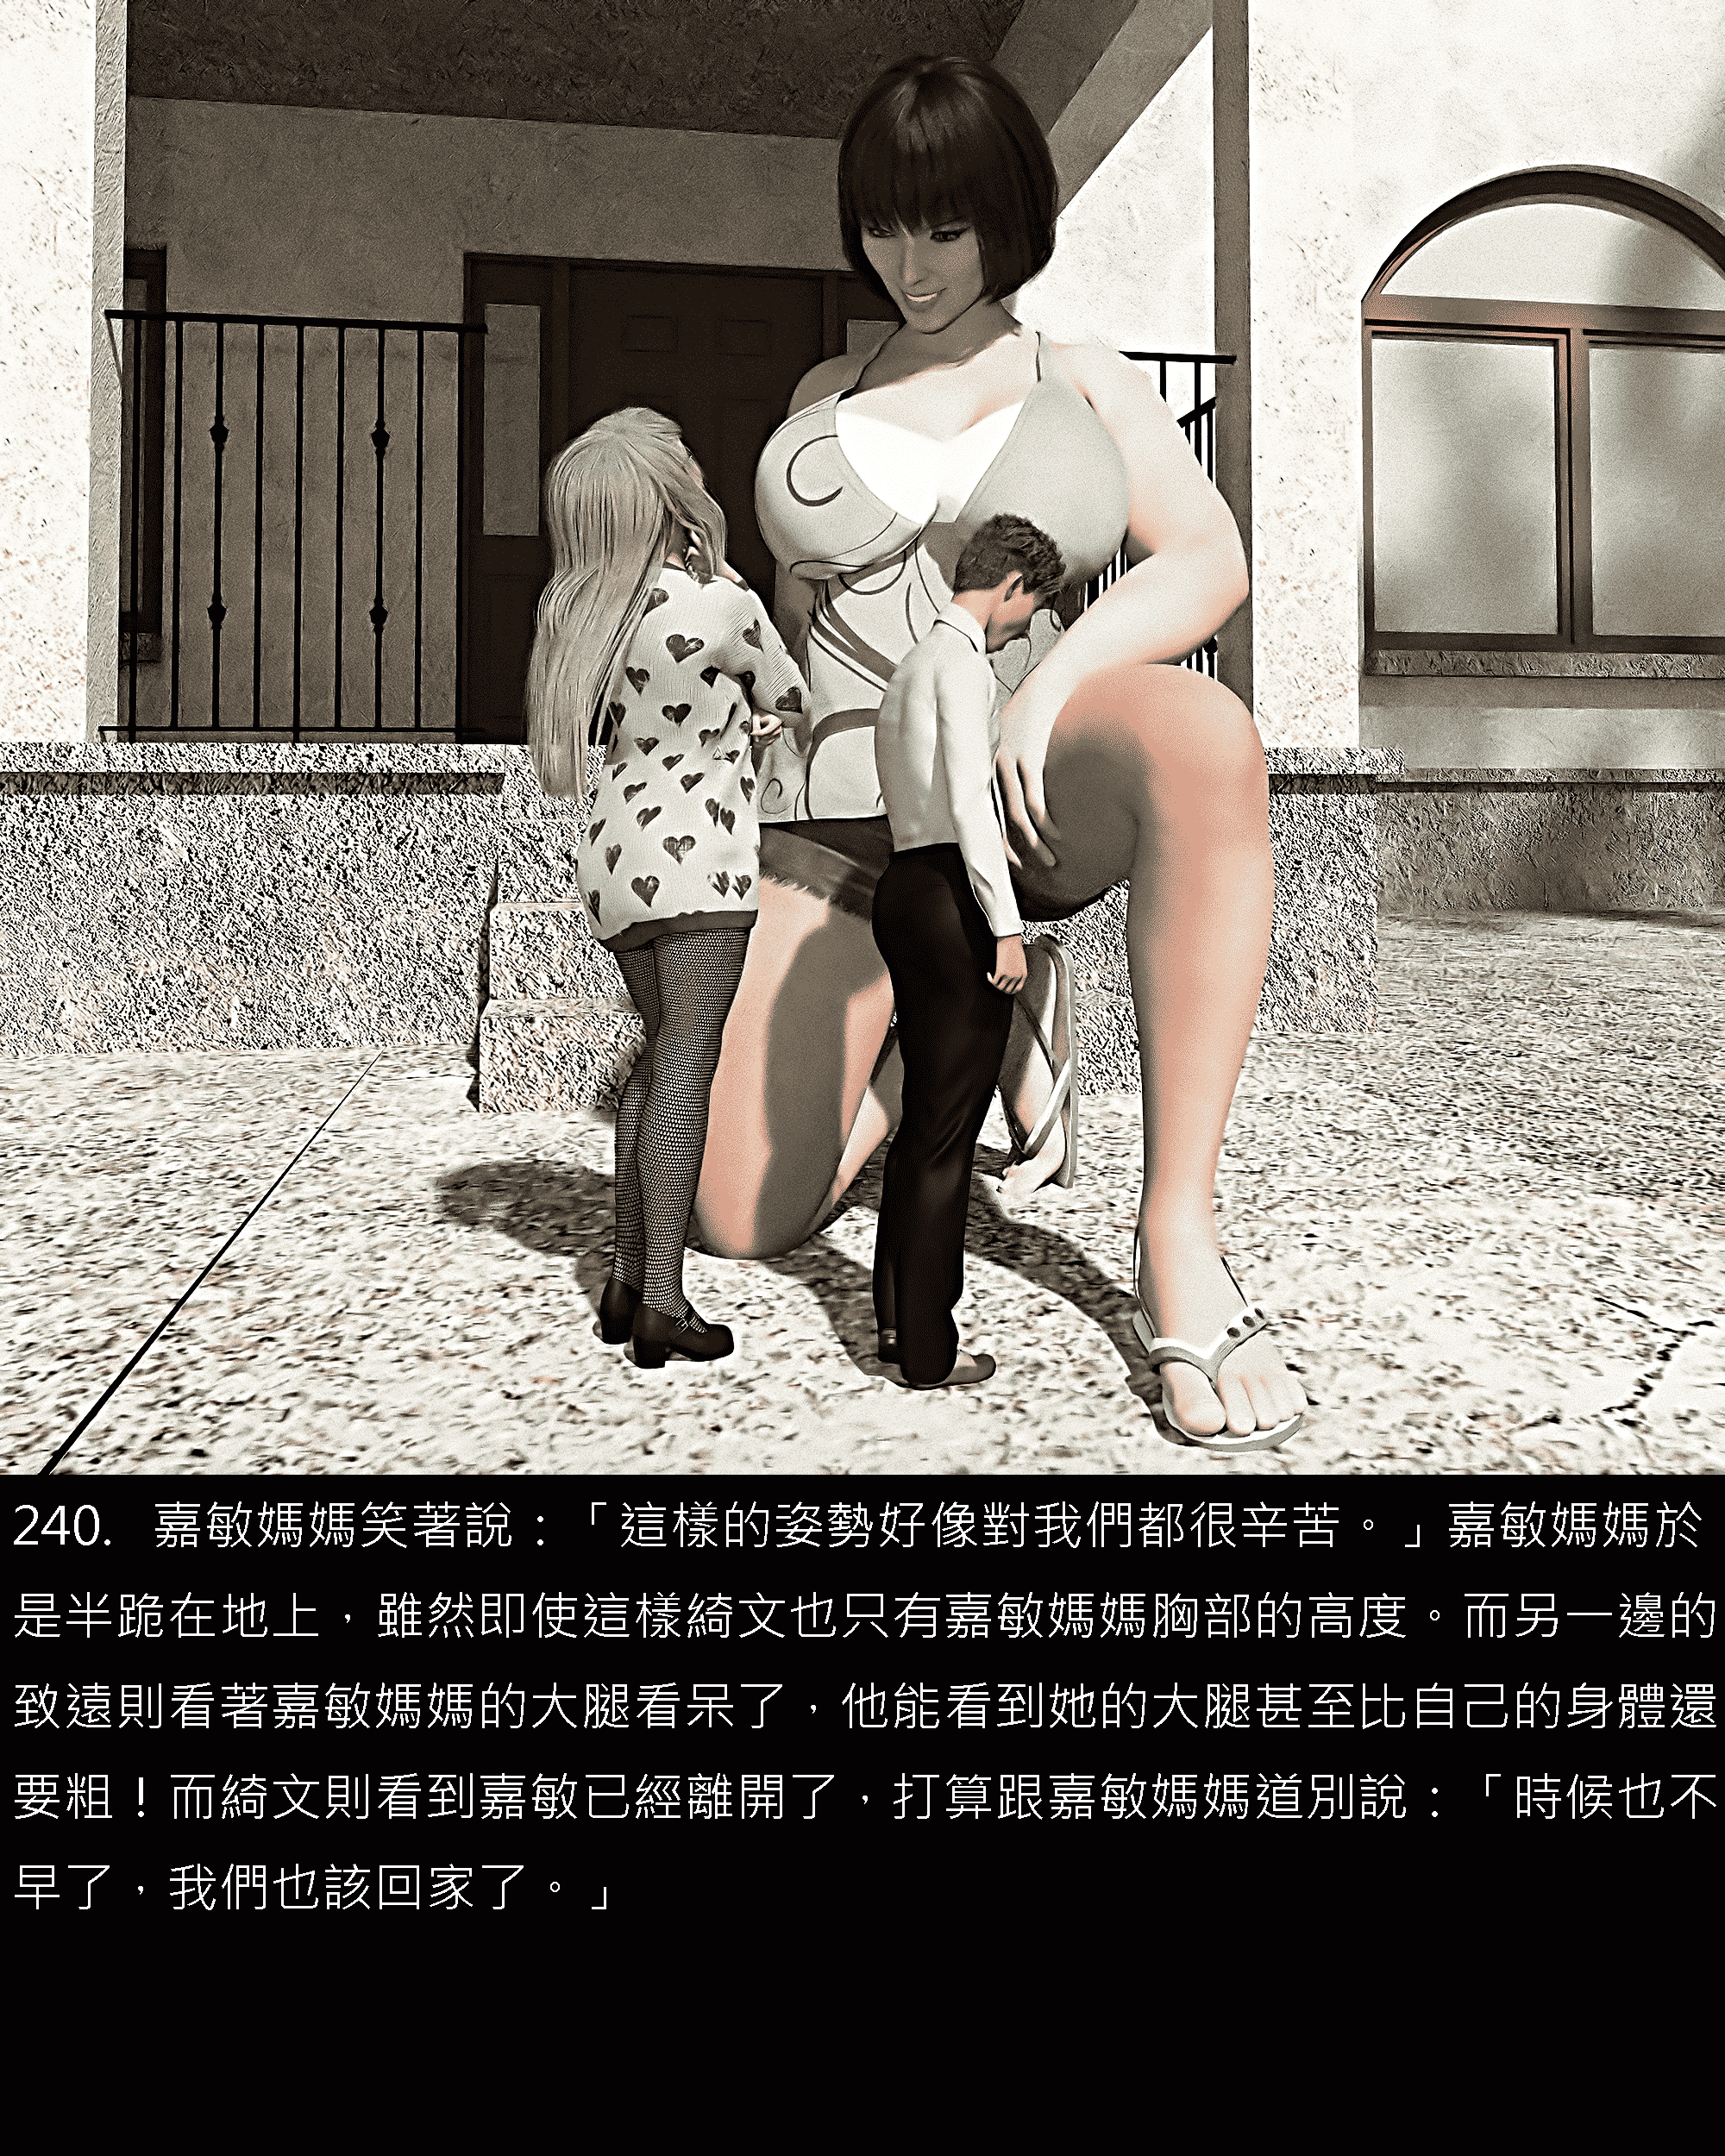 240. 嘉敏媽媽笑著說：「這樣的姿勢好像對我們都很辛苦。」嘉敏媽媽於
是半跪在地上，雖然即使這樣綺文也只有嘉敏媽媽胸部的高度。而另一邊的
致遠則看著嘉敏媽媽的大腿看呆了，他能看到她的大腿甚至比自己的身體還
要粗！而綺文則看到嘉敏已經離開了，打算跟嘉敏媽媽道別說：「時候也不
早了，我們也該回家了。」